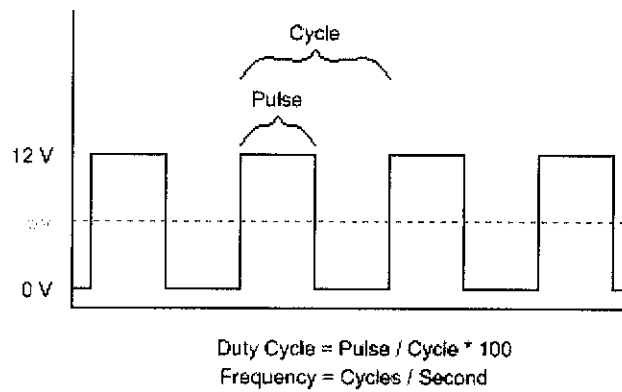 Cycle
Pulse
12 V
0 V
Duty Cycle = Pulse / Cycle * 100
Frequency = Cycles / Second